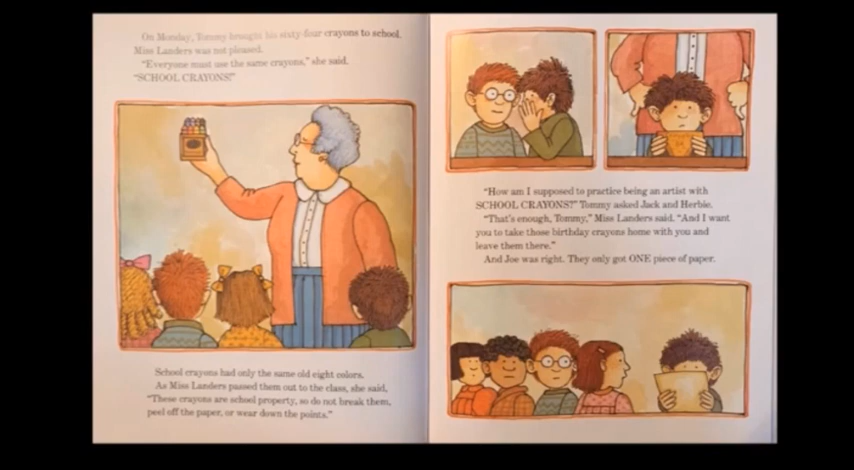 On Monday, Tommy brought his sixty-four crayons to school.
Miss Landers was not pleased.
"Everyone must use the same crayons," she said.
"SCHOOL CRAYONS!"
School crayons had only the same old eight colors.
As Miss Landers passed them out to the class, she said,
"These crayons are school property, so do not break them,
peel off the paper, or wear down the points."
"How am I supposed to practice being an artist with
SCHOOL CRAYONS?" Tommy asked Jack and Herbie.
"That's enough, Tommy," Miss Landers said. "And I want
you to take those birthday crayons home with you and
leave them there."
And Joe was right. They only got ONE piece of paper.